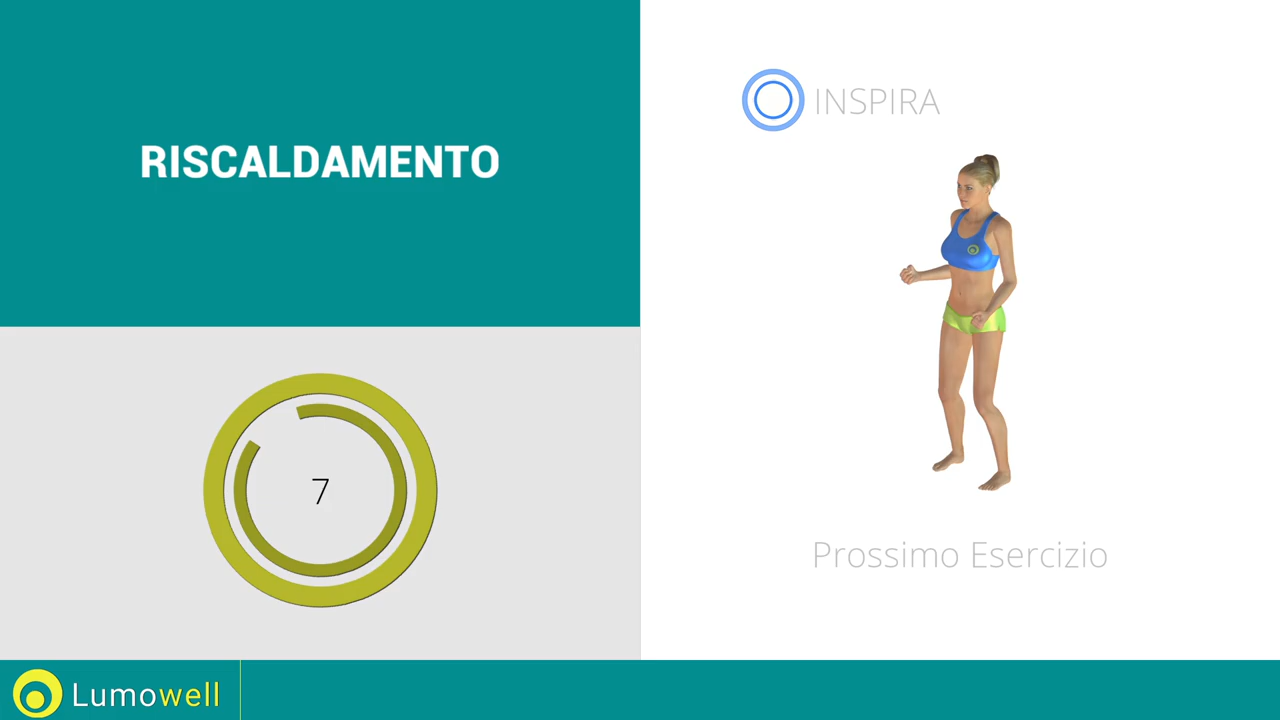 RISCALDAMENTO
INSPIRA
7
Prossimo Esercizio
Lumowell